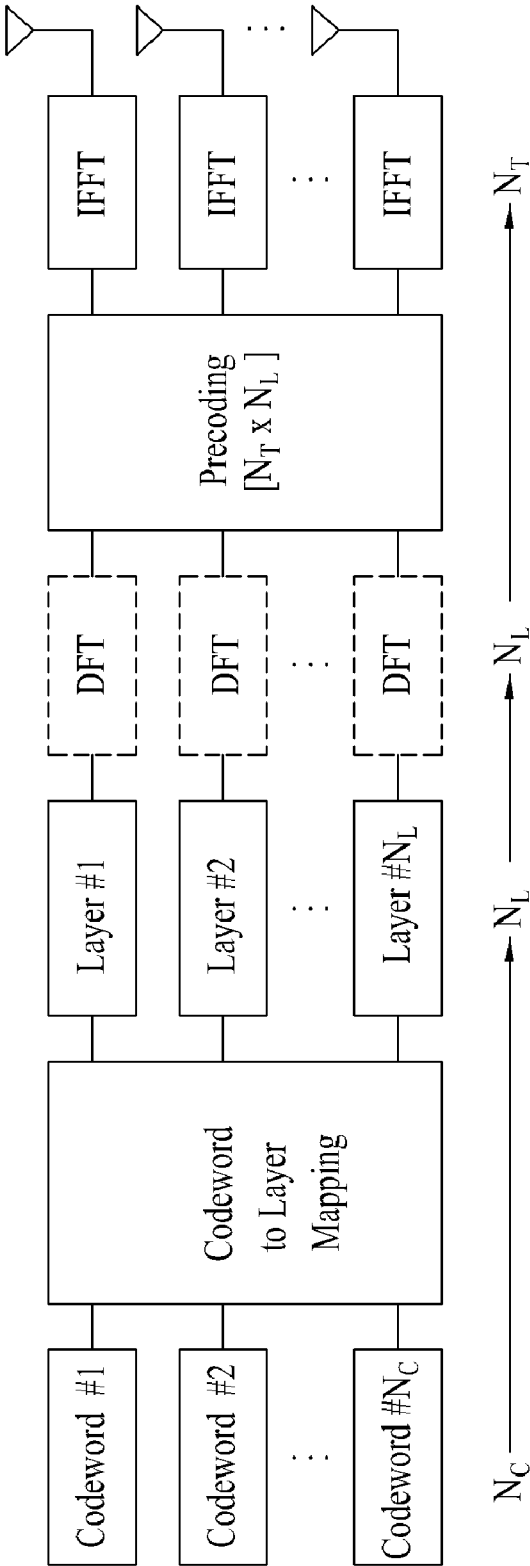 Codeword #1
Codeword #2
. . .
Codeword #N_C
Codeword
to Layer
Mapping
Layer #1
Layer #2
. . .
Layer #N_L
DFT
DFT
. . .
DFT
Precoding
[N_T x N_L ]
IFFT
IFFT
. . .
IFFT
. . .
N_C
N_L
N_L
N_T